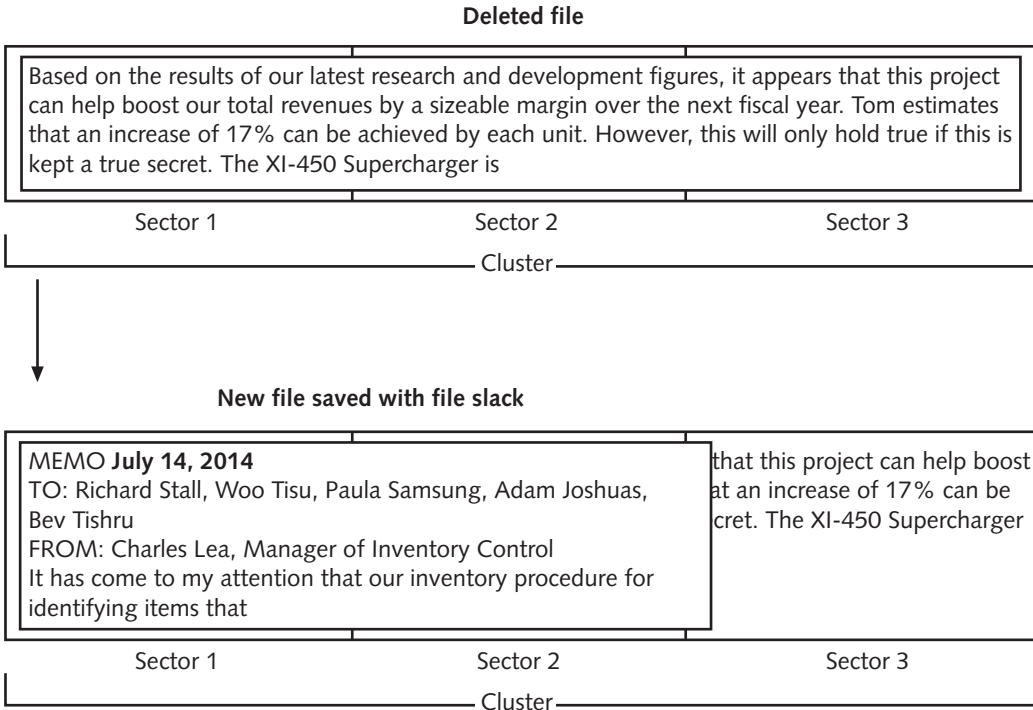 Deleted file
Based on the results of our latest research and development figures, it appears that this project
can help boost our total revenues by a sizeable margin over the next fiscal year. Tom estimates
that an increase of 17% can be achieved by each unit. However, this will only hold true if this is
kept a true secret. The XI-450 Supercharger is
Sector 1 Sector 2 Sector 3
Cluster
New file saved with file slack
MEMO July 14, 2014
TO: Richard Stall, Woo Tisu, Paula Samsung, Adam Joshuas,
Bev Tishru
FROM: Charles Lea, Manager of Inventory Control
It has come to my attention that our inventory procedure for
identifying items that
that this project can help boost
at an increase of 17% can be
cret. The XI-450 Supercharger
Sector 1 Sector 2 Sector 3
Cluster